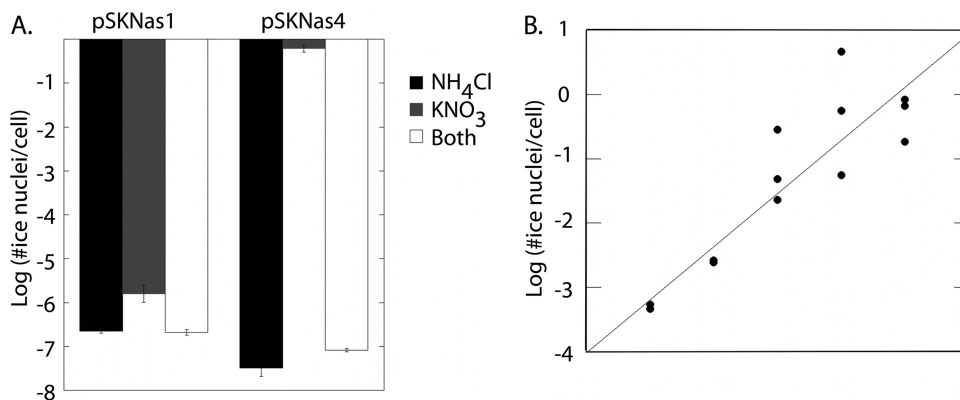 A.
pSKNas1 pSKNas4
Log (#ice nuclei/cell)
-1
-2
-3
-4
-5
-6
-7
-8
NH4Cl
KNO3
Both
B.
Log (#ice nuclei/cell)
1
0
-1
-2
-3
-4